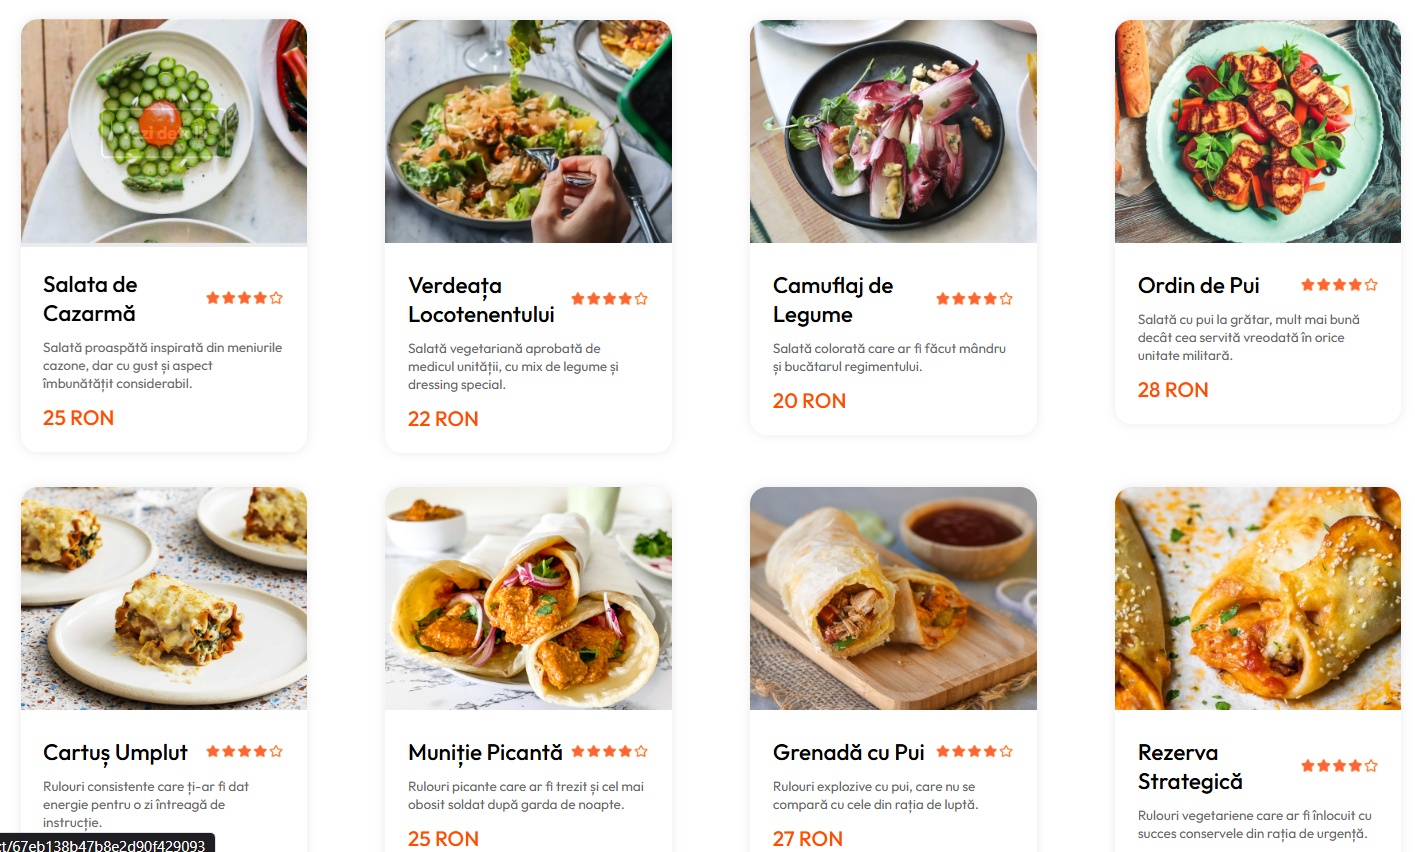 Salata de
Cazarmă
Salată proaspătă inspirată din meniurile
cazone, dar cu gust și aspect
îmbunătățit considerabil.
25 RON
Verdeața
Locotenentului
Salată vegetariană aprobată de
medicul unității, cu mix de legume și
dressing special.
22 RON
Camuflaj de
Legume
Salată colorată care ar fi făcut mândru
și bucătarul regimentului.
20 RON
Ordin de Pui
Salată cu pui la grătar, mult mai bună
decât cea servită vreodată în orice
unitate militară.
28 RON
Cartuș Umplut
Rulouri consistente care ți-ar fi dat
energie pentru o zi întreagă de
instrucție.
Muniție Picantă
Rulouri picante care ar fi trezit și cel mai
obosit soldat după garda de noapte.
25 RON
Grenadă cu Pui
Rulouri explozive cu pui, care nu se
compară cu cele din rația de luptă.
27 RON
Rezerva
Strategică
Rulouri vegetariene care ar fi înlocuit cu
succes conservele din rația de urgență.
t/67eb138b47b8e2d90f429093